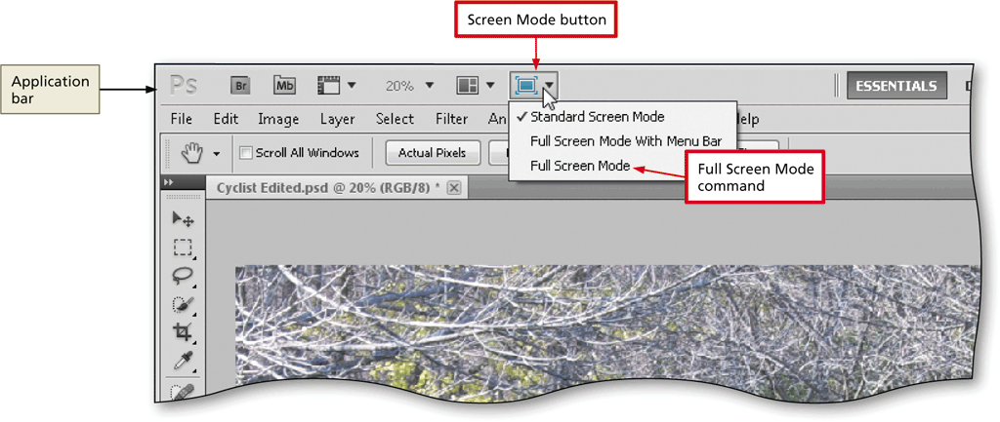 Screen Mode button
Application
bar
Ps
Br
Mb
20%
ESSENTIALS
File Edit Image Layer Select Filter An
Standard Screen Mode
Full Screen Mode With Menu Bar
Full Screen Mode
Scroll All Windows
Actual Pixels
Full Screen Mode
command
Cyclist Edited.psd @ 20% (RGB/8) *